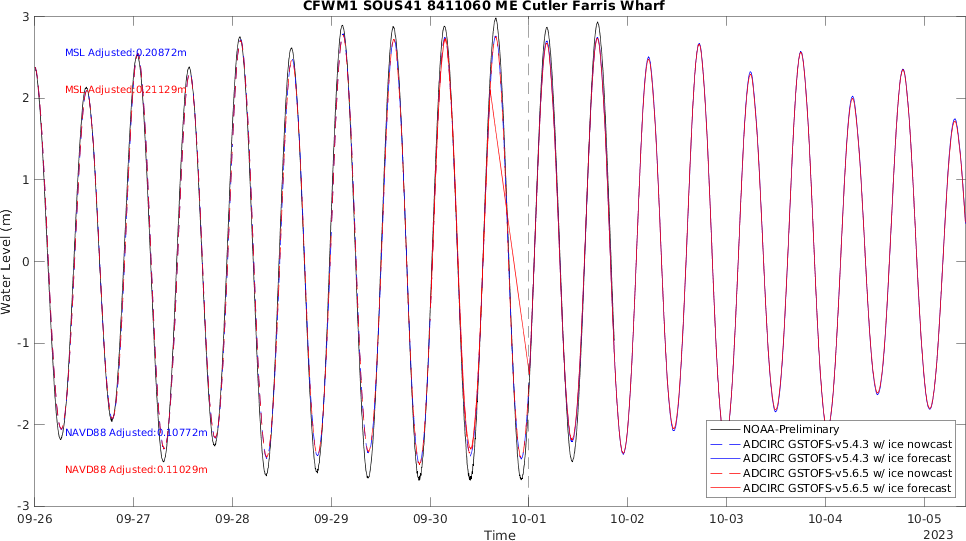 CFWM1 SOUS41 8411060 ME Cutler Farris Wharf
3
2
1
0
-1
-2
-3
Water Level (m)
MSL Adjusted:0.20872m
MSL Adjusted:0.21129m
NAVD88 Adjusted:0.10772m
NAVD88 Adjusted:0.11029m
NOAA-Preliminary
ADCIRC GSTOFS-v5.4.3 w/ ice nowcast
ADCIRC GSTOFS-v5.4.3 w/ ice forecast
ADCIRC GSTOFS-v5.6.5 w/ ice nowcast
ADCIRC GSTOFS-v5.6.5 w/ ice forecast
09-26 09-27 09-28 09-29 09-30 10-01 10-02 10-03 10-04 10-05
Time
2023